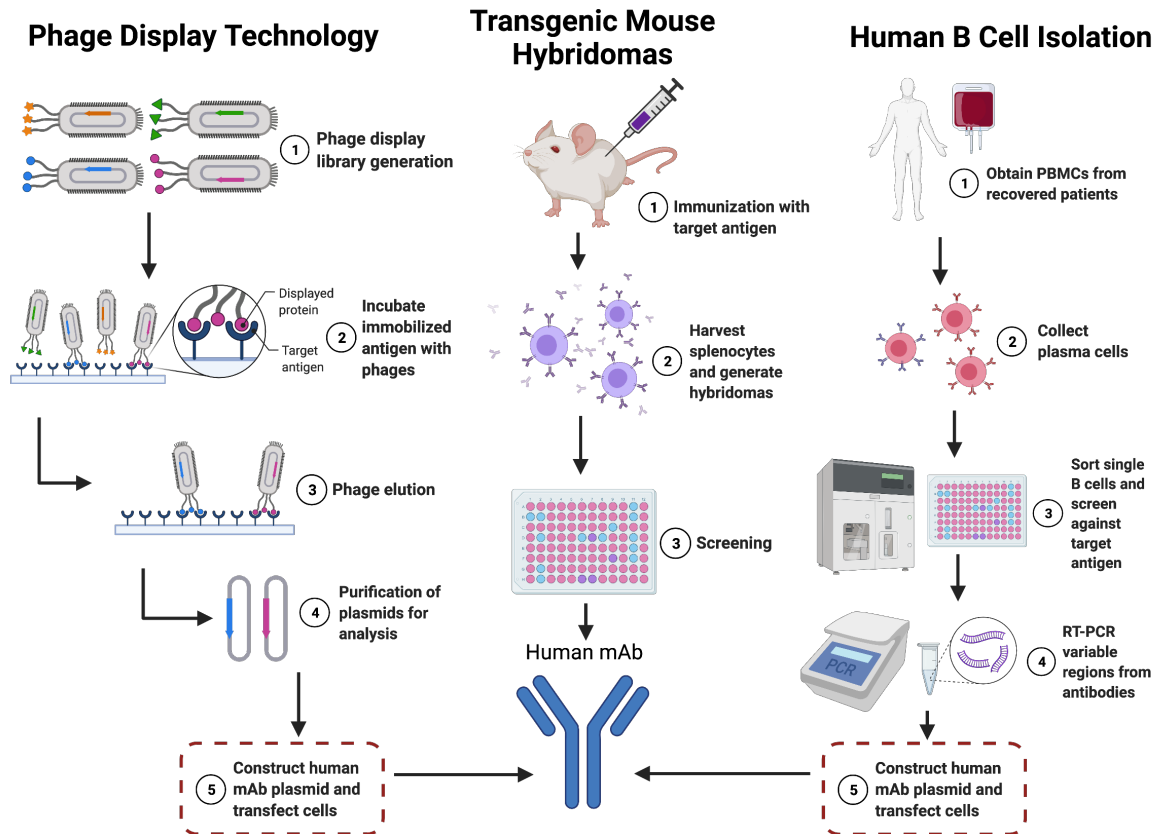 Phage Display Technology
1
Phage display
library generation
Displayed
protein
Target
antigen
2
Incubate
immobilized
antigen with
phages
3
Phage elution
4
Purification of
plasmids for
analysis
5
Construct human
mAb plasmid and
transfect cells
Transgenic Mouse
Hybridomas
1
Immunization with
target antigen
2
Harvest
splenocytes
and generate
hybridomas
3
Screening
Human mAb
Human B Cell Isolation
1
Obtain PBMCs from
recovered patients
2
Collect
plasma cells
3
Sort single
B cells and
screen
against
target
antigen
PCR
4
RT-PCR
variable
regions from
antibodies
5
Construct human
mAb plasmid and
transfect cells